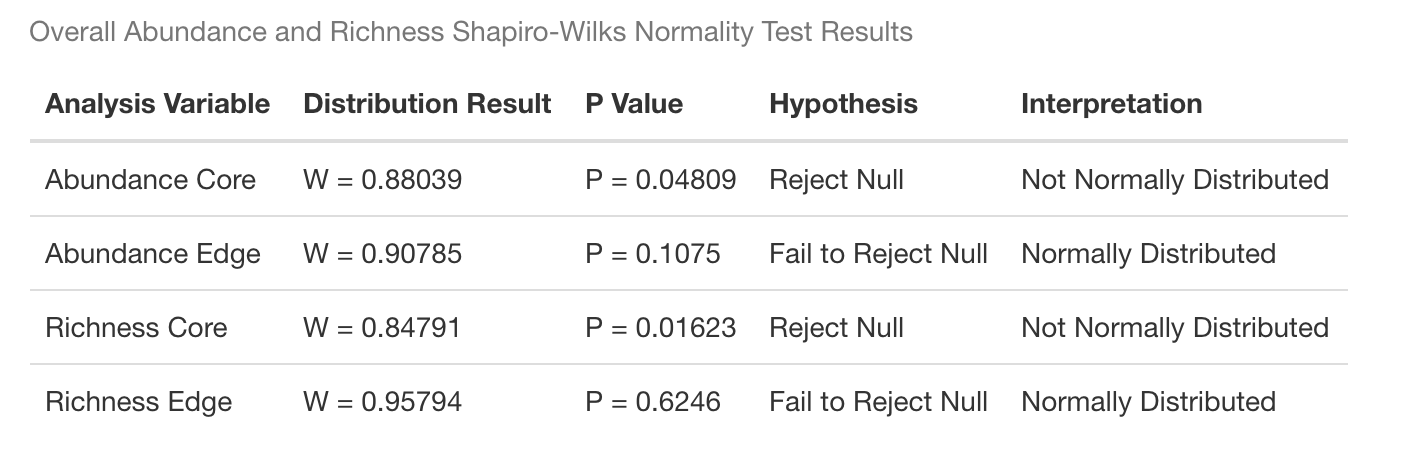 Overall Abundance and Richness Shapiro-Wilks Normality Test Results
Analysis Variable Distribution Result P Value Hypothesis Interpretation
Abundance Core W = 0.88039 P = 0.04809 Reject Null Not Normally Distributed
Abundance Edge W = 0.90785 P = 0.1075 Fail to Reject Null Normally Distributed
Richness Core W = 0.84791 P = 0.01623 Reject Null Not Normally Distributed
Richness Edge W = 0.95794 P = 0.6246 Fail to Reject Null Normally Distributed